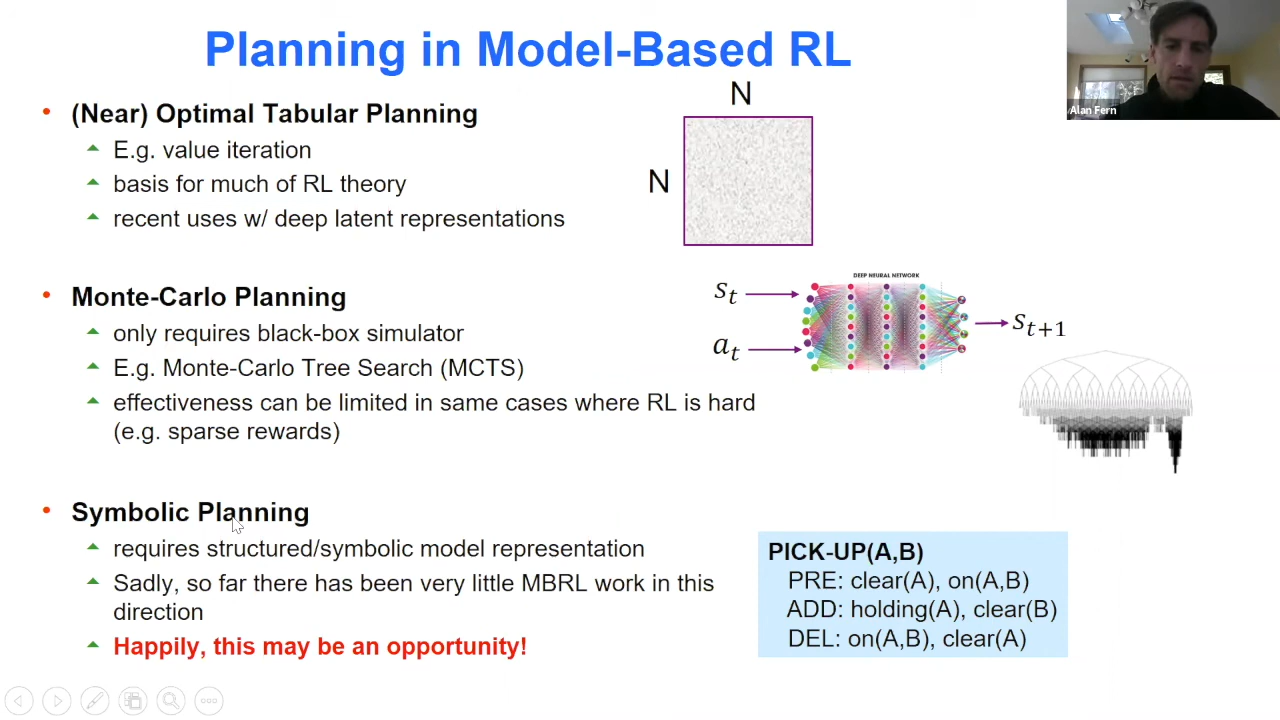 Planning in Model-Based RL
Alan Fern
(Near) Optimal Tabular Planning
E.g. value iteration
basis for much of RL theory
recent uses w/ deep latent representations
N
N
Monte-Carlo Planning
only requires black-box simulator
E.g. Monte-Carlo Tree Search (MCTS)
effectiveness can be limited in same cases where RL is hard
(e.g. sparse rewards)
DEEP NEURAL NETWORK
s_t
a_t
s_{t+1}
Symbolic Planning
requires structured/symbolic model representation
Sadly, so far there has been very little MBRL work in this
direction
Happily, this may be an opportunity!
PICK-UP(A,B)
PRE: clear(A), on(A,B)
ADD: holding(A), clear(B)
DEL: on(A,B), clear(A)